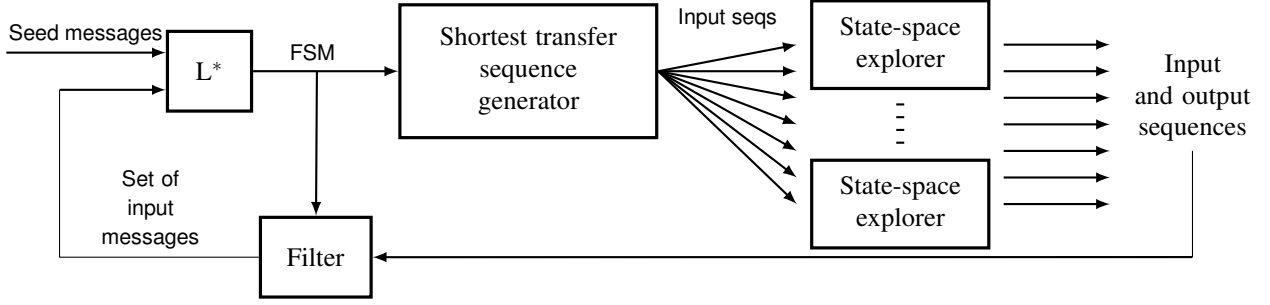 Seed messages
L*
FSM
Shortest transfer
sequence
generator
Input seqs
State-space
explorer
State-space
explorer
Input
and output
sequences
Set of
input
messages
Filter